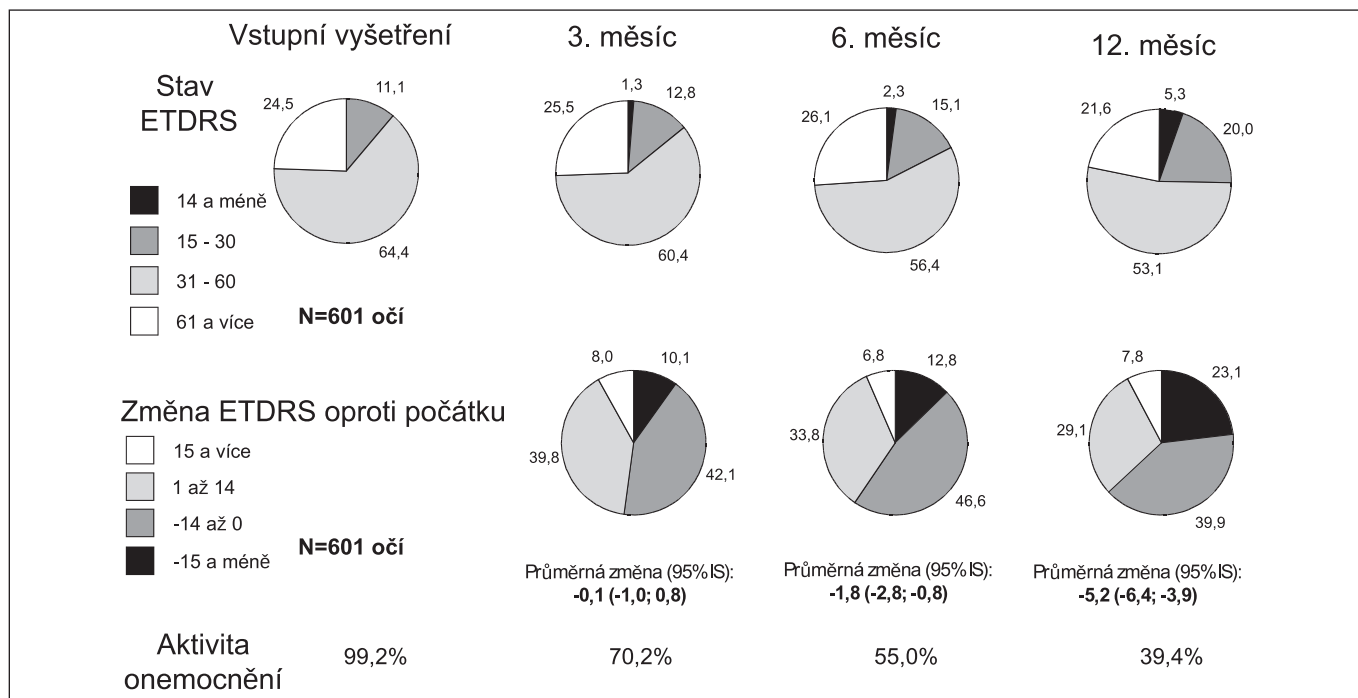 Vstupní vyšetření
3. měsíc
6. měsíc
12. měsíc
Stav
ETDRS
24,5
11,1
64,4
1,3
25,5
12,8
60,4
2,3
26,1
15,1
56,4
5,3
21,6
20,0
53,1
14 a méně
15 - 30
31 - 60
61 a více
N=601 očí
Změna ETDRS oproti počátku
15 a více
1 až 14
-14 až 0
-15 a méně
N=601 očí
8,0
10,1
39,8
42,1
6,8
12,8
33,8
46,6
7,8
23,1
29,1
39,9
Průměrná změna (95%IS):
-0,1 (-1,0; 0,8)
Průměrná změna (95%IS):
-1,8 (-2,8; -0,8)
Průměrná změna (95%IS):
-5,2 (-6,4; -3,9)
Aktivita
onemocnění
99,2%
70,2%
55,0%
39,4%